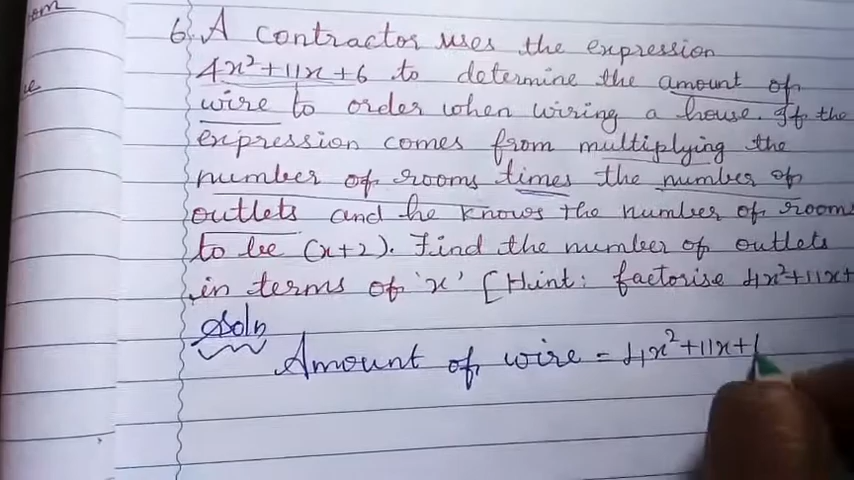 om
e
6. A contractor uses the expression
4x²+11x+6 to determine the amount of
wire to order when wiring a house. If the
expression comes from multiplying the
number of rooms times the number of
outlets and he knows the number of rooms
to be (x+2). Find the number of outlets
in terms of 'x' [Hint: factorise 4x²+11x+
Soln
Amount of wire = 4x²+11x+